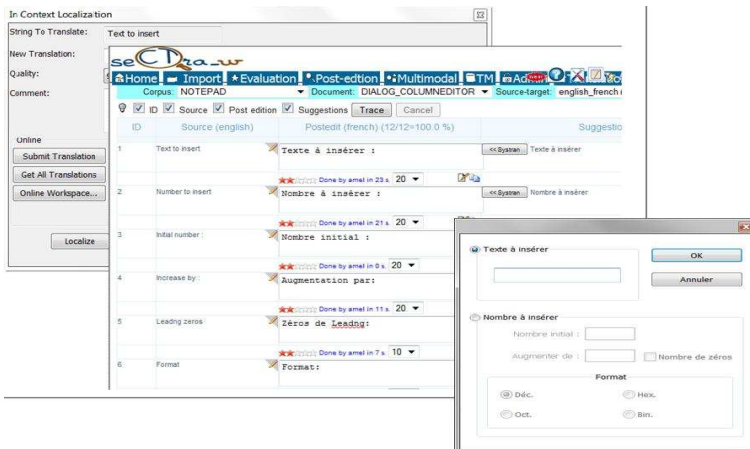 In Context Localization
String To Translate: Text to insert
New Translation:
Quality:
Comment:
Online
Submit Translation
Get All Translations
Online Workspace...
Localize
seCTra_w
Home Import Evaluation Post-edtion Multimodal TM
Corpus: NOTEPAD Document: DIALOG_COLUMNEDITOR Source-target: english_french
ID Source Post edition Suggestions Trace Cancel
ID Source (english) Postedit (french) (12/12=100.0 %) Suggestio
1 Text to insert Texte à insérer : << Systran Texte à insérer
Done by amel in 23 s. 20
2 Number to insert Nombre à insérer : << Systran Nombre à insérer
Done by amel in 21 s. 20
3 Initial number : Nombre initial :
Done by amel in 0 s. 20
4 Increase by : Augmentation par:
Done by amel in 11 s. 20
5 Leadng zeros Zéros de Leadng:
Done by amel in 7 s. 10
6 Format Format:
Texte à insérer
OK
Annuler
Nombre à insérer
Nombre initial :
Augmenter de : Nombre de zéros
Format
Déc. Hex.
Oct. Bin.